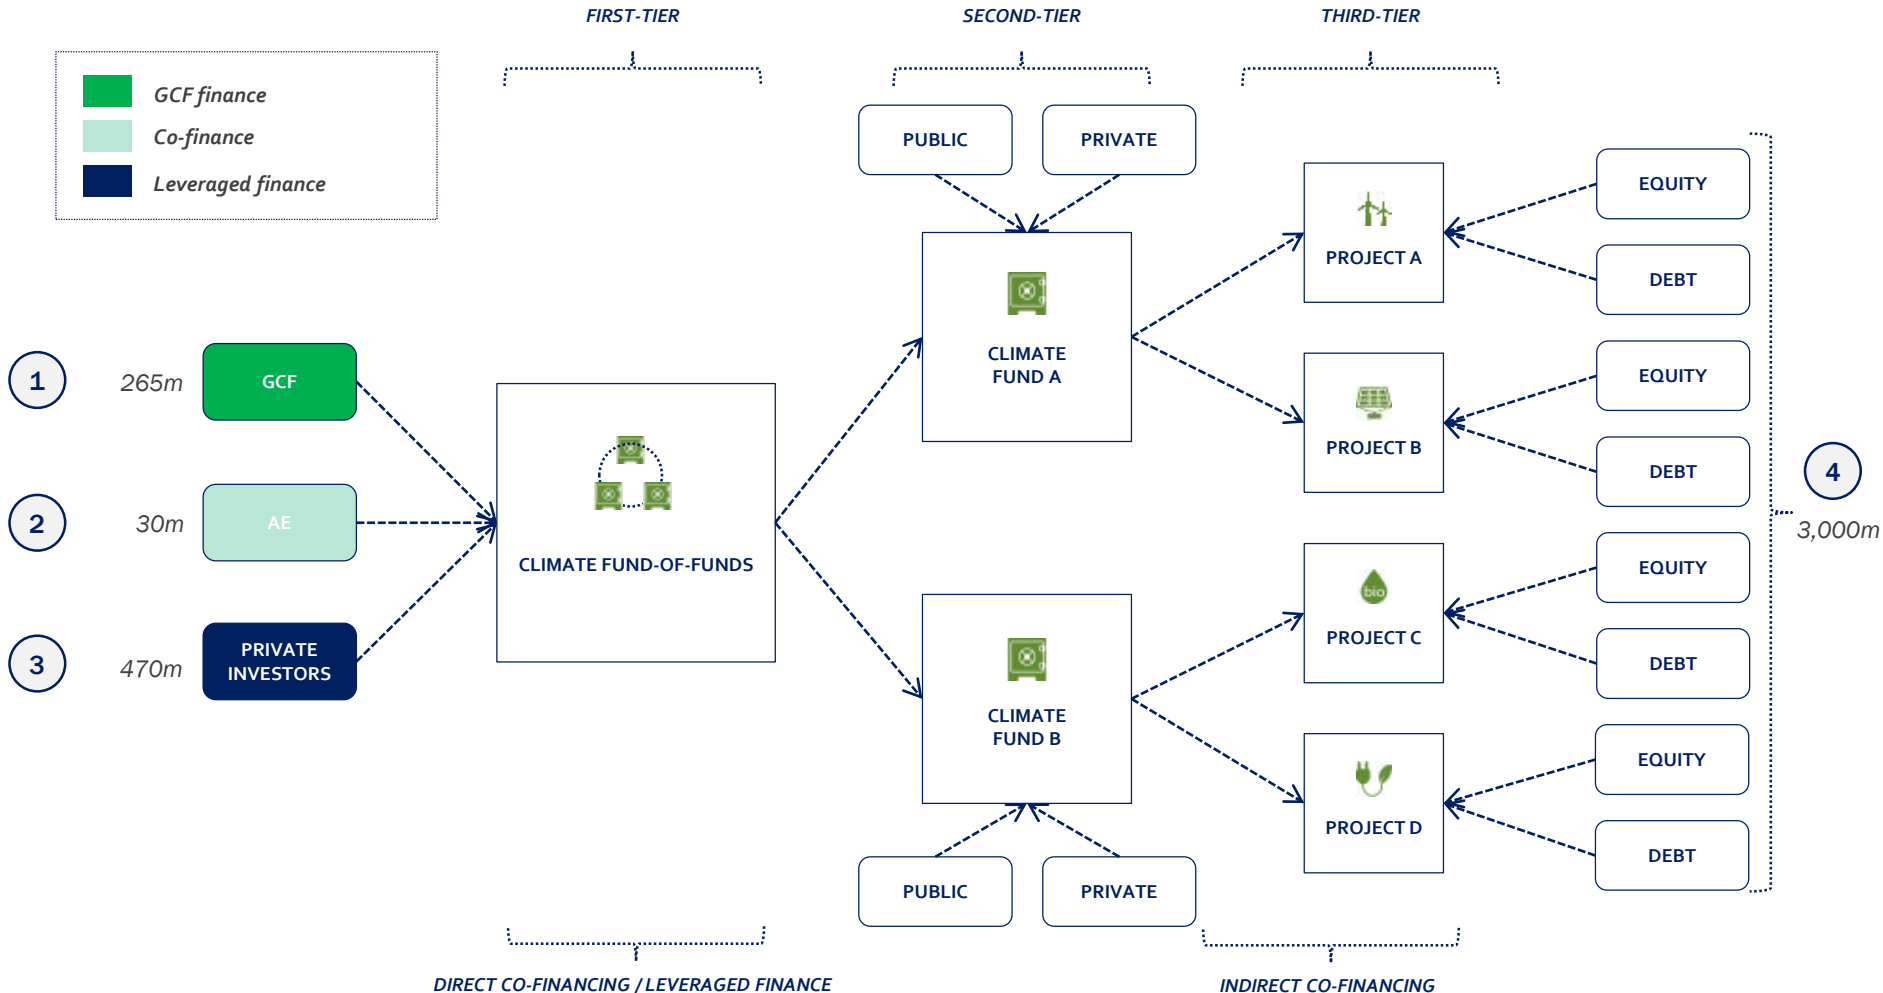 FIRST-TIER
SECOND-TIER
THIRD-TIER
GCF finance
Co-finance
Leveraged finance
PUBLIC
PRIVATE
1
265m
GCF
2
30m
AE
3
470m
PRIVATE
INVESTORS
CLIMATE FUND-OF-FUNDS
CLIMATE
FUND A
CLIMATE
FUND B
PUBLIC
PRIVATE
PROJECT A
PROJECT B
bio
PROJECT C
PROJECT D
EQUITY
DEBT
EQUITY
DEBT
EQUITY
DEBT
EQUITY
DEBT
4
3,000m
DIRECT CO-FINANCING / LEVERAGED FINANCE
INDIRECT CO-FINANCING